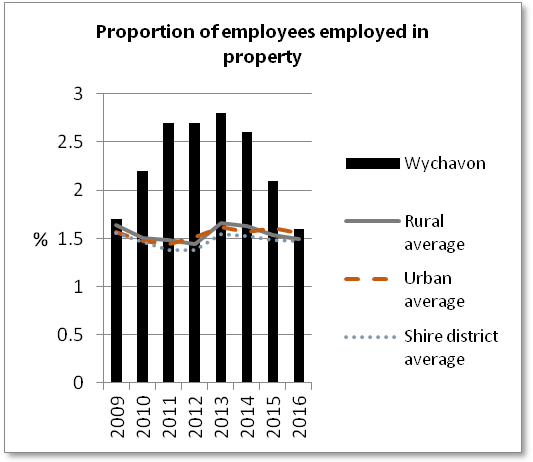 Proportion of employees employed in
property
3
2.5
2
1.5
1
0.5
0
%
2009
2010
2011
2012
2013
2014
2015
2016
Wychavon
Rural
average
Urban
average
Shire district
average